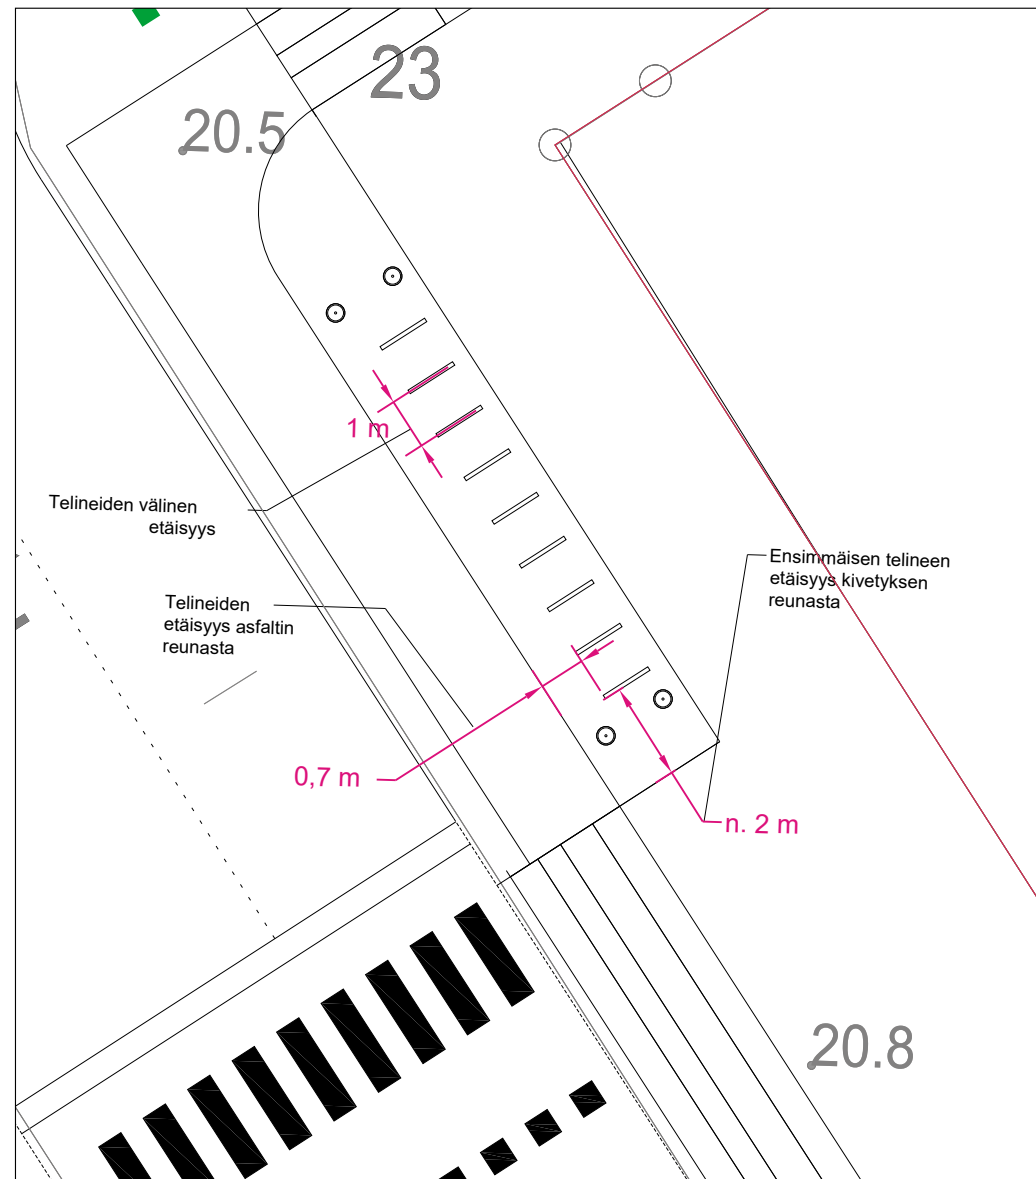 23
20.5
1 m
Telineiden välinen
etäisyys
Ensimmäisen telineen
etäisyys kivetyksen
reunasta
Telineiden
etäisyys asfaltin
reunasta
0,7 m
n. 2 m
20.8